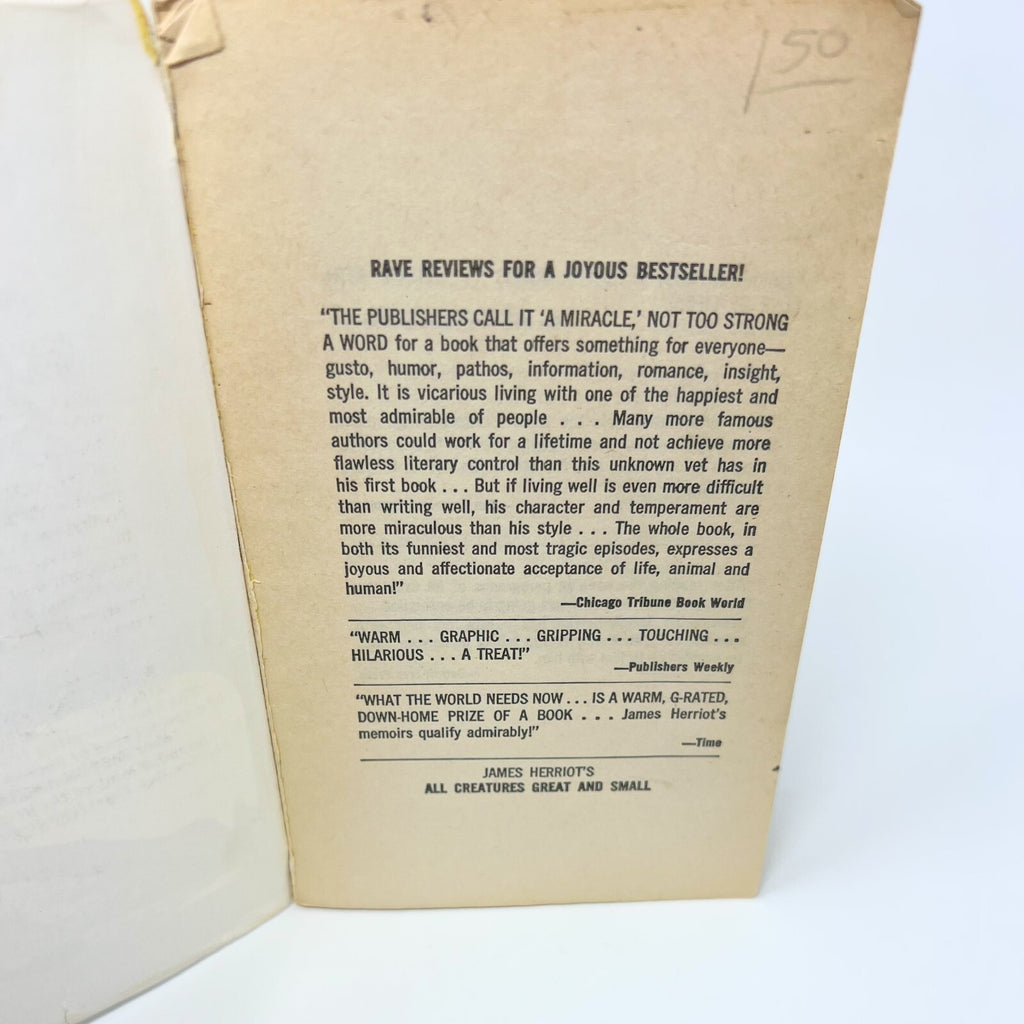 150
RAVE REVIEWS FOR A JOYOUS BESTSELLER!
"THE PUBLISHERS CALL IT 'A MIRACLE,' NOT TOO STRONG
A WORD for a book that offers something for everyone—
gusto, humor, pathos, information, romance, insight,
style. It is vicarious living with one of the happiest and
most admirable of people . . . Many more famous
authors could work for a lifetime and not achieve more
flawless literary control than this unknown vet has in
his first book . . . But if living well is even more difficult
than writing well, his character and temperament are
more miraculous than his style . . . The whole book, in
both its funniest and most tragic episodes, expresses a
joyous and affectionate acceptance of life, animal and
human!"
—Chicago Tribune Book World
"WARM . . . GRAPHIC . . . GRIPPING . . . TOUCHING . . .
HILARIOUS . . . A TREAT!"
—Publishers Weekly
"WHAT THE WORLD NEEDS NOW . . . IS A WARM, G-RATED,
DOWN-HOME PRIZE OF A BOOK . . . James Herriot's
memoirs qualify admirably!"
—Time
JAMES HERRIOT'S
ALL CREATURES GREAT AND SMALL